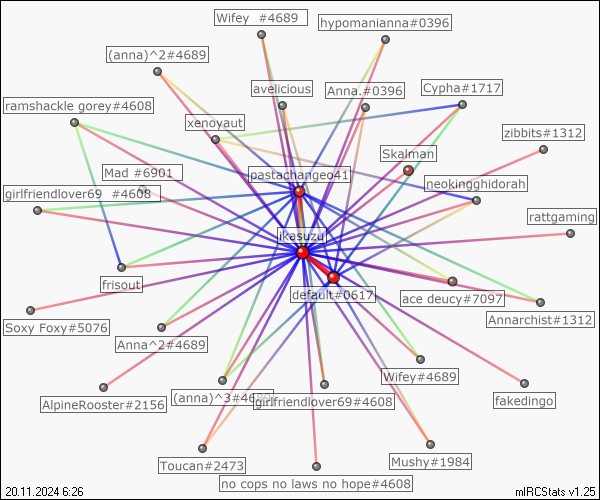 Wifey  #4689
hypomanianna#0396
(anna)^2#4689
avelicious
Anna.#0396
Cypha#1717
ramshackle gorey#4608
xenoyaut
zibbits#1312
Skalman
Mad #6901
pastachangeo41
neokingghidorah
girlfriendlover69  #4608
rattgaming
ikasuzu
frisout
default#0617
ace deucy#7097
Annarchist#1312
Soxy Foxy#5076
Anna^2#4689
Wifey#4689
AlpineRooster#2156
(anna)^3#4689
girlfriendlover69#4608
fakedingo
Toucan#2473
Mushy#1984
no cops no laws no hope#4608
20.11.2024 6:26
mIRCStats v1.25